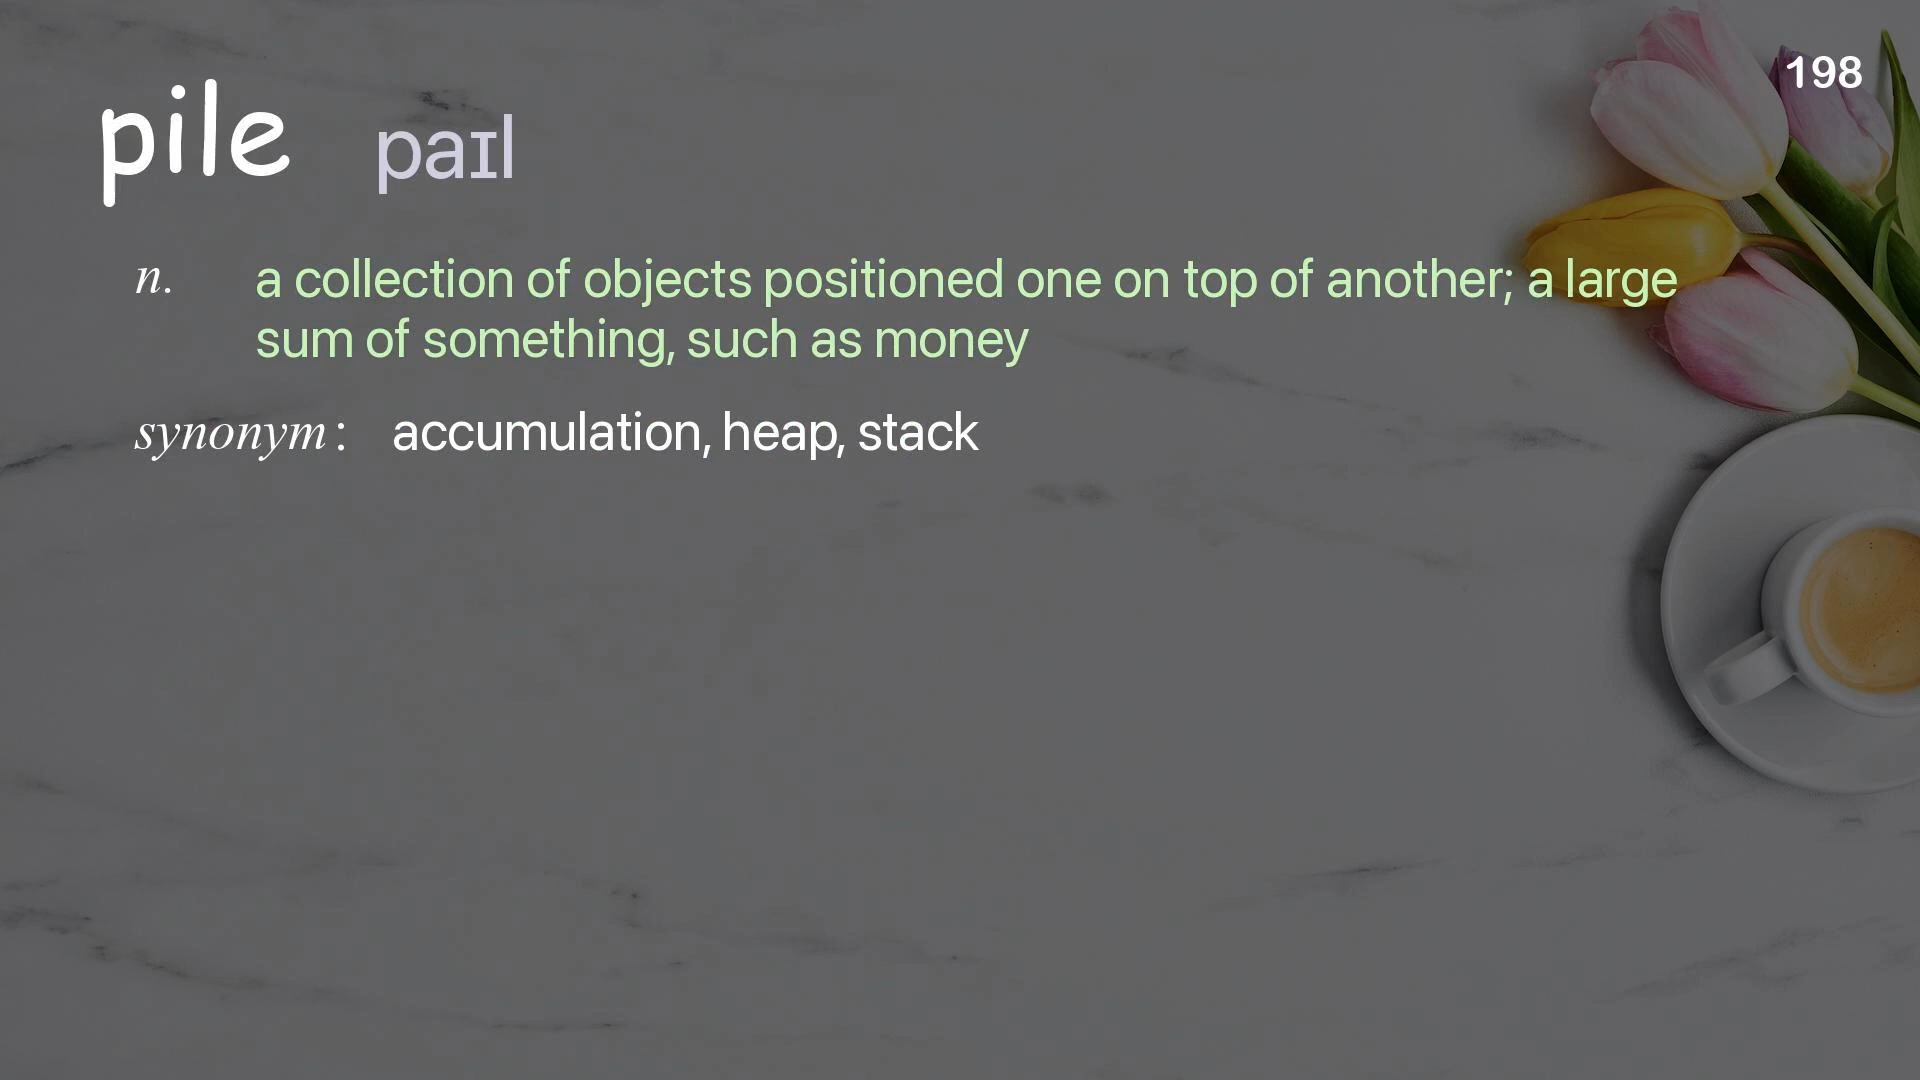 198
pile paɪl
n. a collection of objects positioned one on top of another; a large
sum of something, such as money
synonym: accumulation, heap, stack